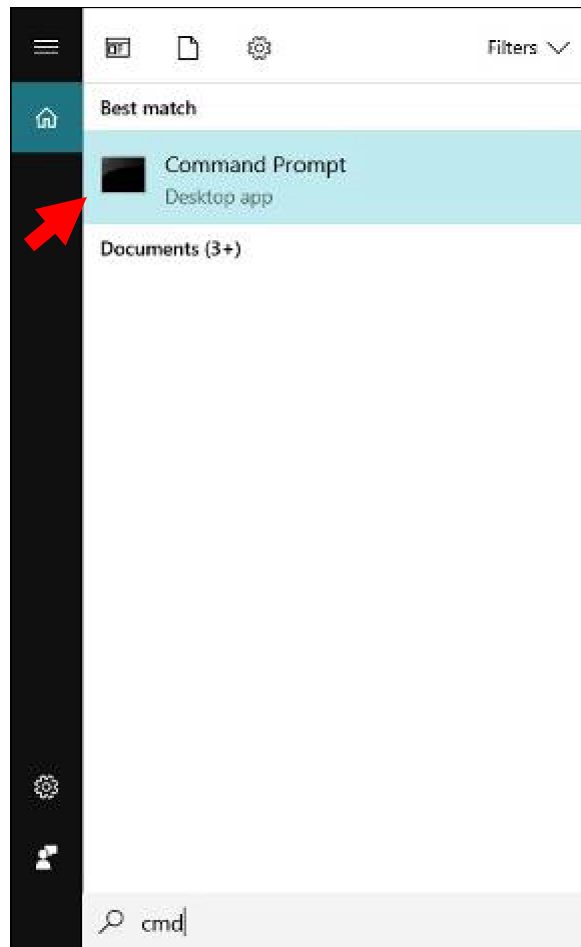 Filters
Best match
Command Prompt
Desktop app
Documents (3+)
cmd